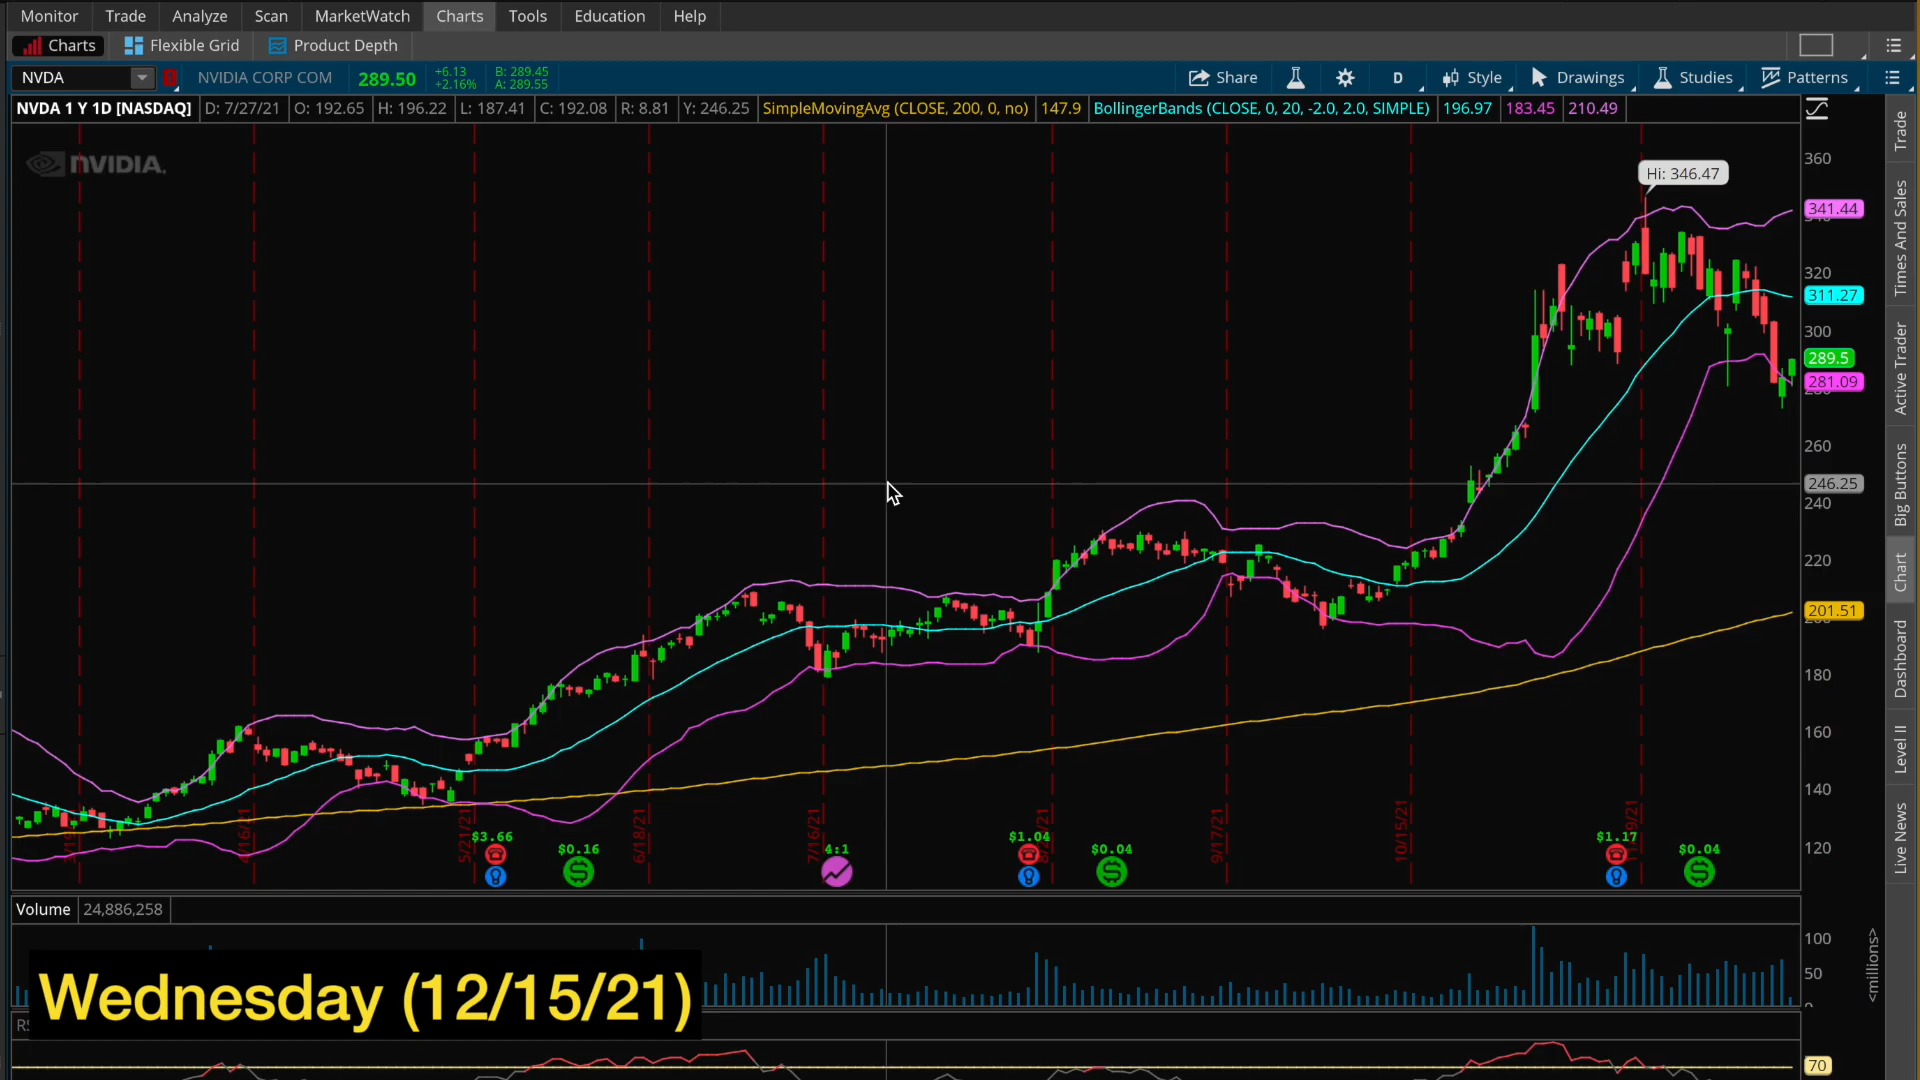 Monitor Trade Analyze Scan MarketWatch Charts Tools Education Help
Charts Flexible Grid Product Depth
NVDA NVIDIA CORP COM 289.50 +6.13 +2.16% B: 289.45 A: 289.55 Share D Style Drawings Studies Patterns
NVDA 1 Y 1D [NASDAQ] D: 7/27/21 O: 192.65 H: 196.22 L: 187.41 C: 192.08 R: 8.81 Y: 246.25 SimpleMovingAvg (CLOSE, 200, 0, no) 147.9 BollingerBands (CLOSE, 0, 20, -2.0, 2.0, SIMPLE) 196.97 183.45 210.49
NVIDIA.
Hi: 346.47
360
341.44
320
311.27
300
289.5
281.09
260
246.25
240
220
201.51
180
160
140
120
4/16/21
5/21/21
6/18/21
7/16/21
9/17/21
10/15/21
$3.66
$0.16
4:1
$1.04
$0.04
$1.17
$0.04
Volume 24,886,258
100
50
<millions>
Wednesday (12/15/21)
70
Trade
Times And Sales
Active Trader
Big Buttons
Chart
Dashboard
Level II
Live News